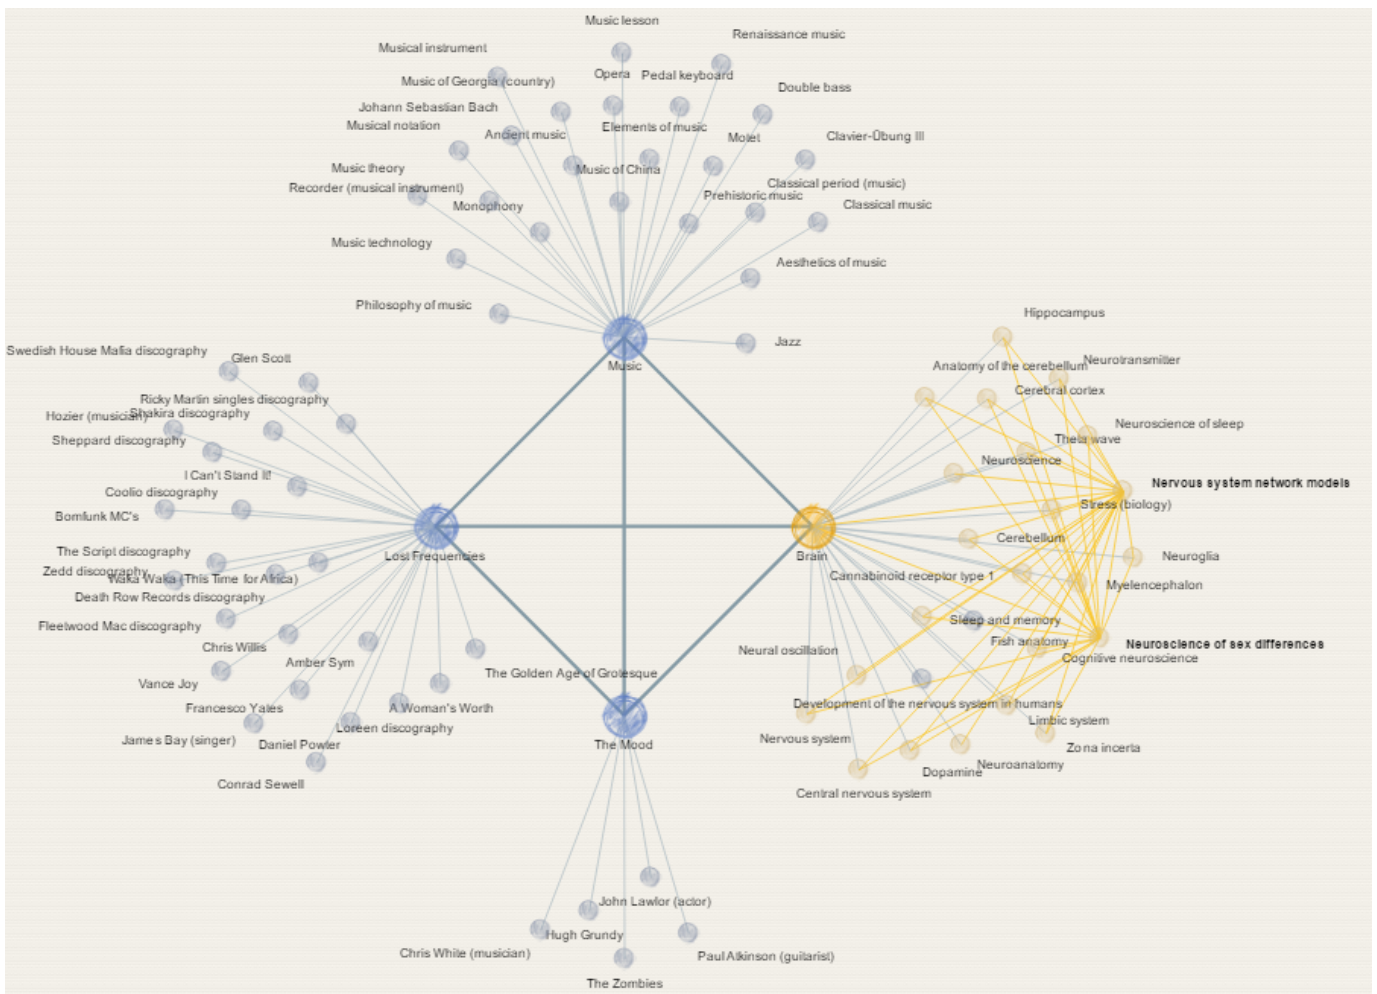 Music lesson
Renaissance music
Musical instrument
Opera
Pedal keyboard
Music of Georgia (country)
Double bass
Johann Sebastian Bach
Musical notation
Ancient music
Elements of music
Motet
Clavier-Übung III
Music theory
Music of China
Recorder (musical instrument)
Classical period (music)
Prehistoric music
Monophony
Classical music
Music technology
Aesthetics of music
Philosophy of music
Jazz
Music
Hippocampus
Swedish House Mafia discography
Glen Scott
Anatomy of the cerebellum
Neurotransmitter
Cerebral cortex
Ricky Martin singles discography
Hozier (musician)
Shakira discography
Sheppard discography
Neuroscience of sleep
Theta wave
Neuroscience
I Can't Stand It!
Nervous system network models
Coolio discography
Stress (biology)
Bomfunk MC's
Cerebellum
The Script discography
Lost Frequencies
Brain
Neuroglia
Zedd discography
Waka Waka (This Time for Africa)
Cannabinoid receptor type 1
Myelencephalon
Death Row Records discography
Fleetwood Mac discography
Sleep and memory
Chris Willis
Fish anatomy
Neuroscience of sex differences
Neural oscillation
Cognitive neuroscience
Amber Sym
The Golden Age of Grotesque
Vance Joy
Francesco Yates
A Woman's Worth
Development of the nervous system in humans
Loreen discography
Limbic system
James Bay (singer)
Daniel Powter
The Mood
Nervous system
Zona incerta
Neuroanatomy
Dopamine
Conrad Sewell
Central nervous system
John Lawlor (actor)
Hugh Grundy
Chris White (musician)
Paul Atkinson (guitarist)
The Zombies